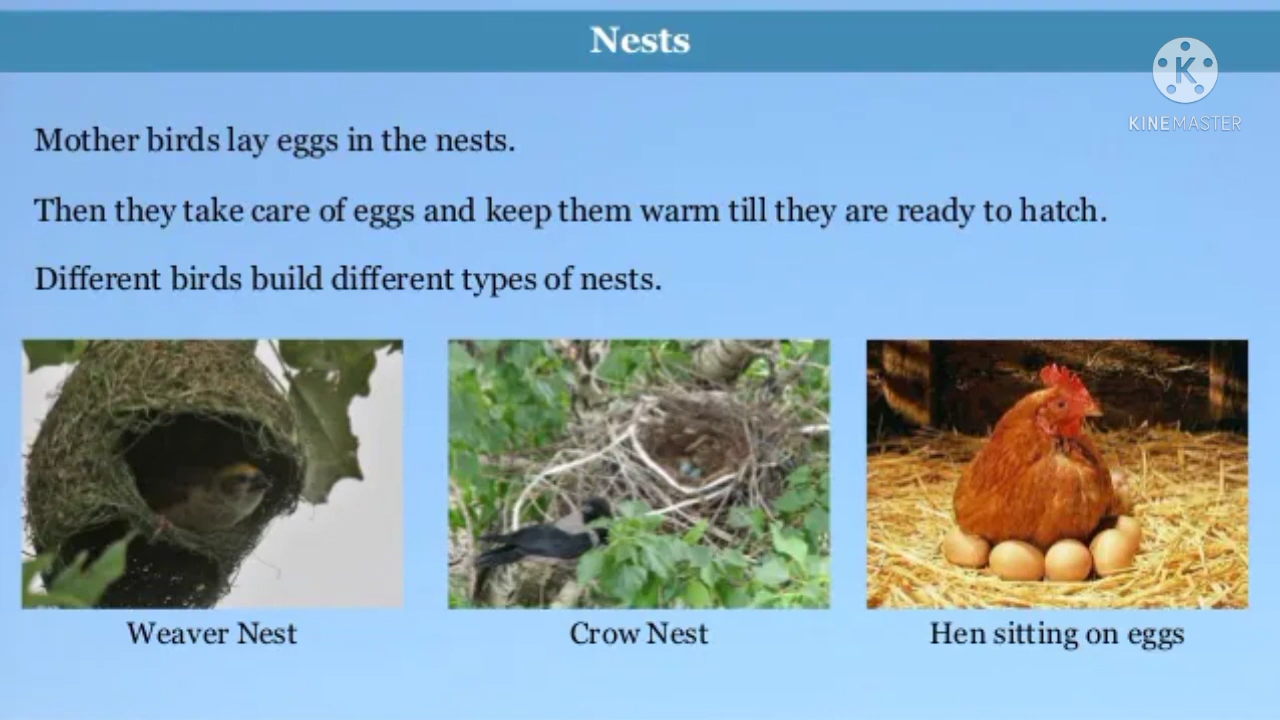 Nests
K
KINEMASTER
Mother birds lay eggs in the nests.
Then they take care of eggs and keep them warm till they are ready to hatch.
Different birds build different types of nests.
Weaver Nest
Crow Nest
Hen sitting on eggs